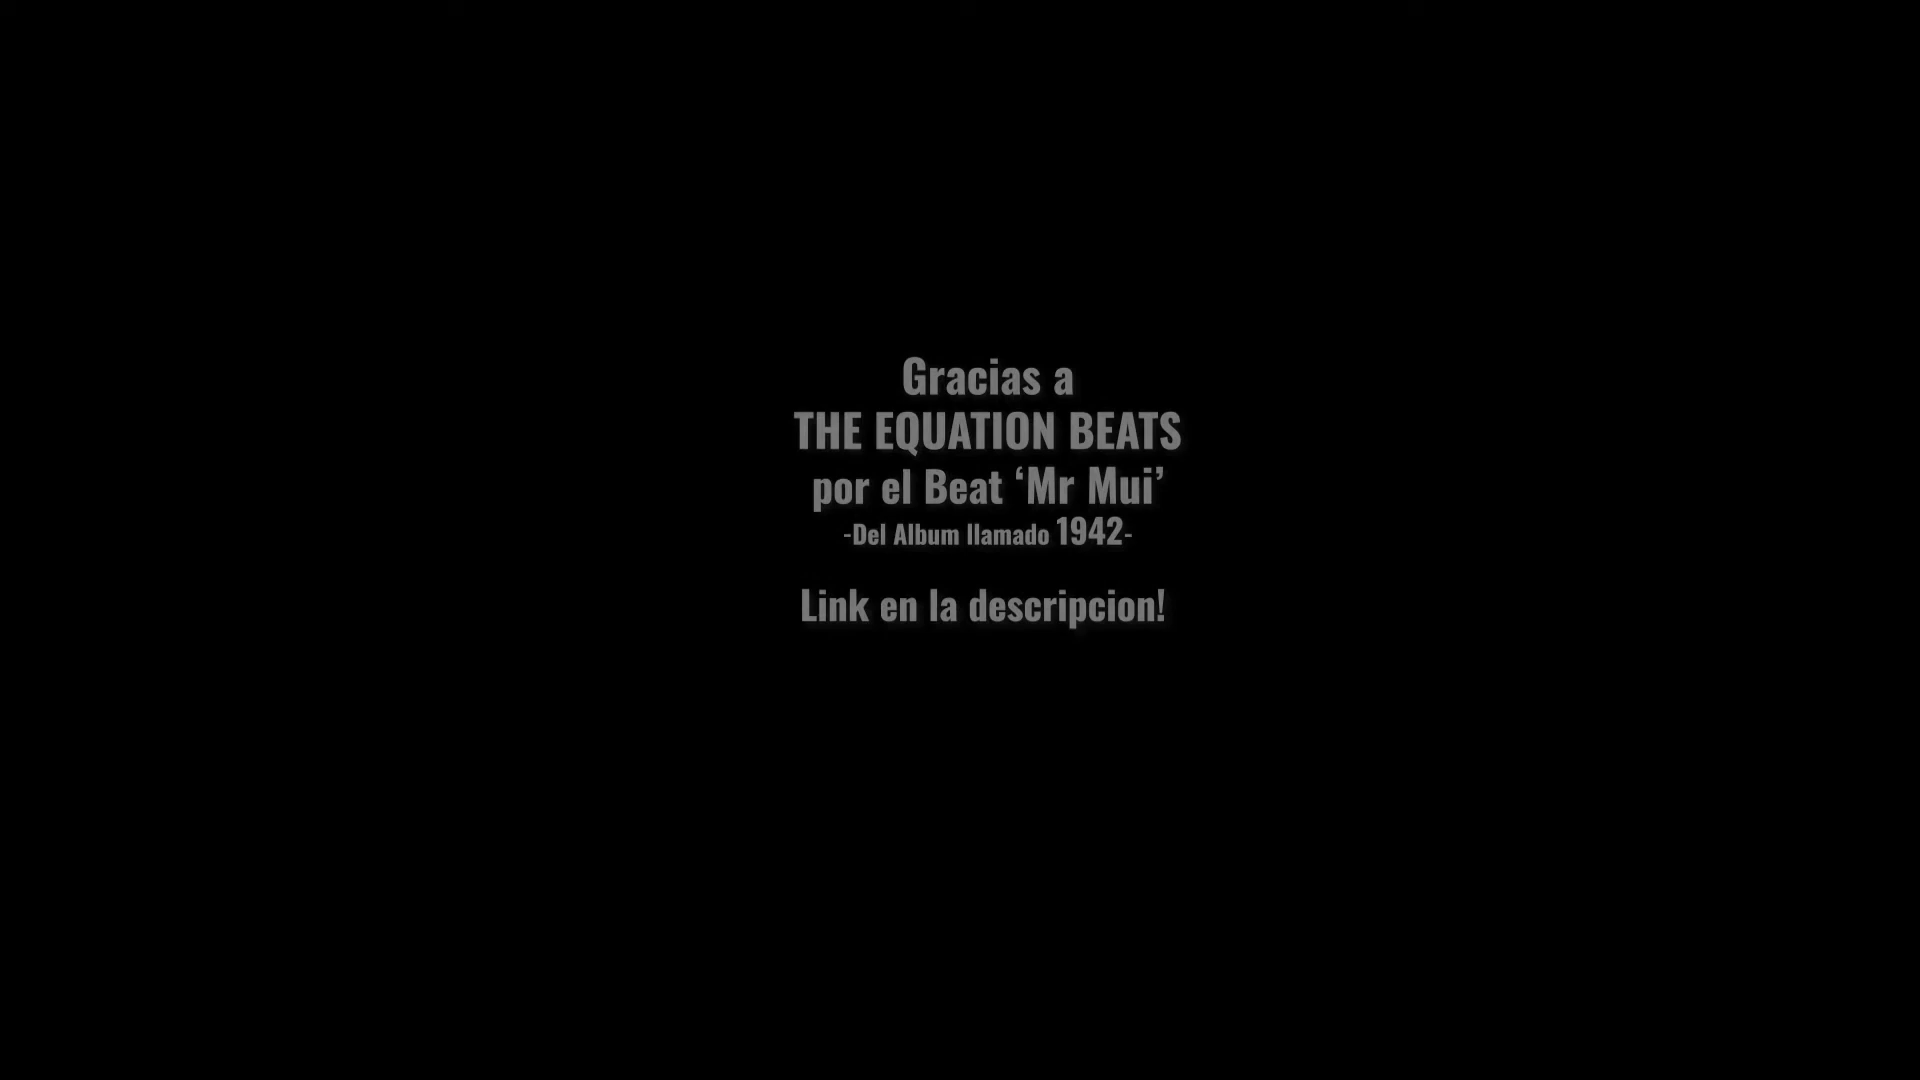 Gracias a
THE EQUATION BEATS
por el Beat ‘Mr Mui’
-Del Album llamado 1942-
Link en la descripcion!